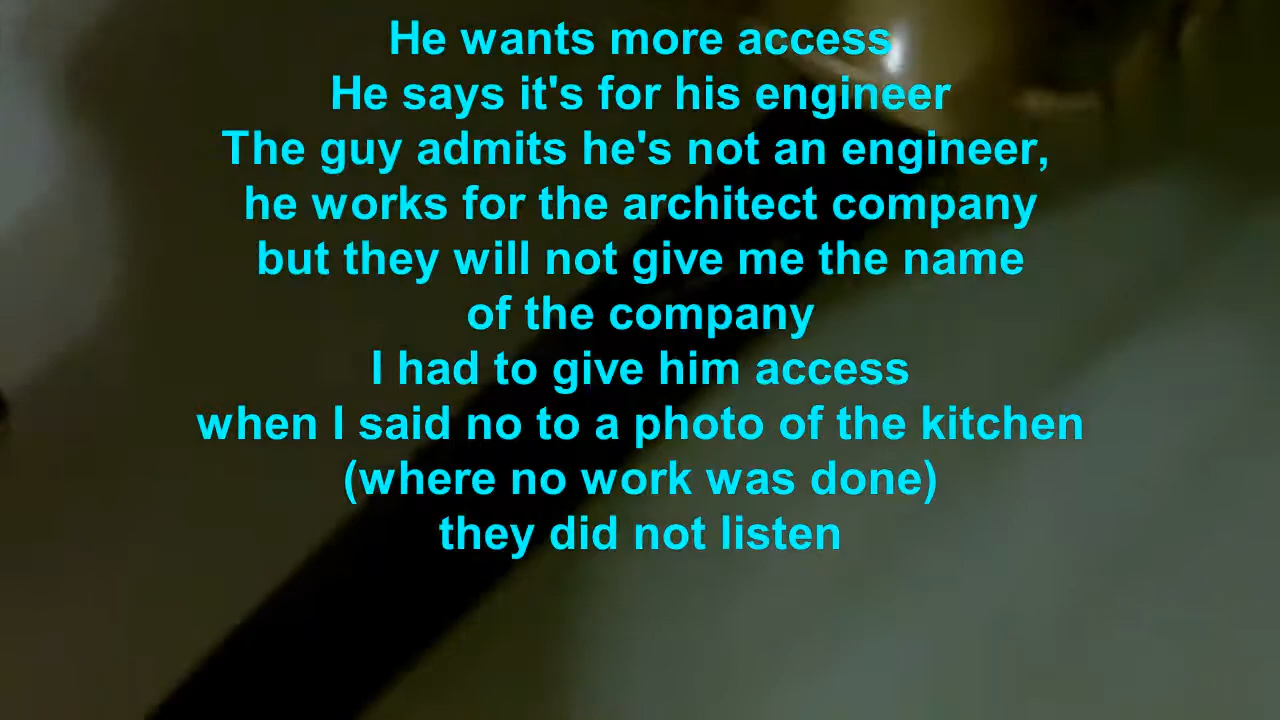 He wants more access
He says it's for his engineer
The guy admits he's not an engineer,
he works for the architect company
but they will not give me the name
of the company
I had to give him access
when I said no to a photo of the kitchen
(where no work was done)
they did not listen